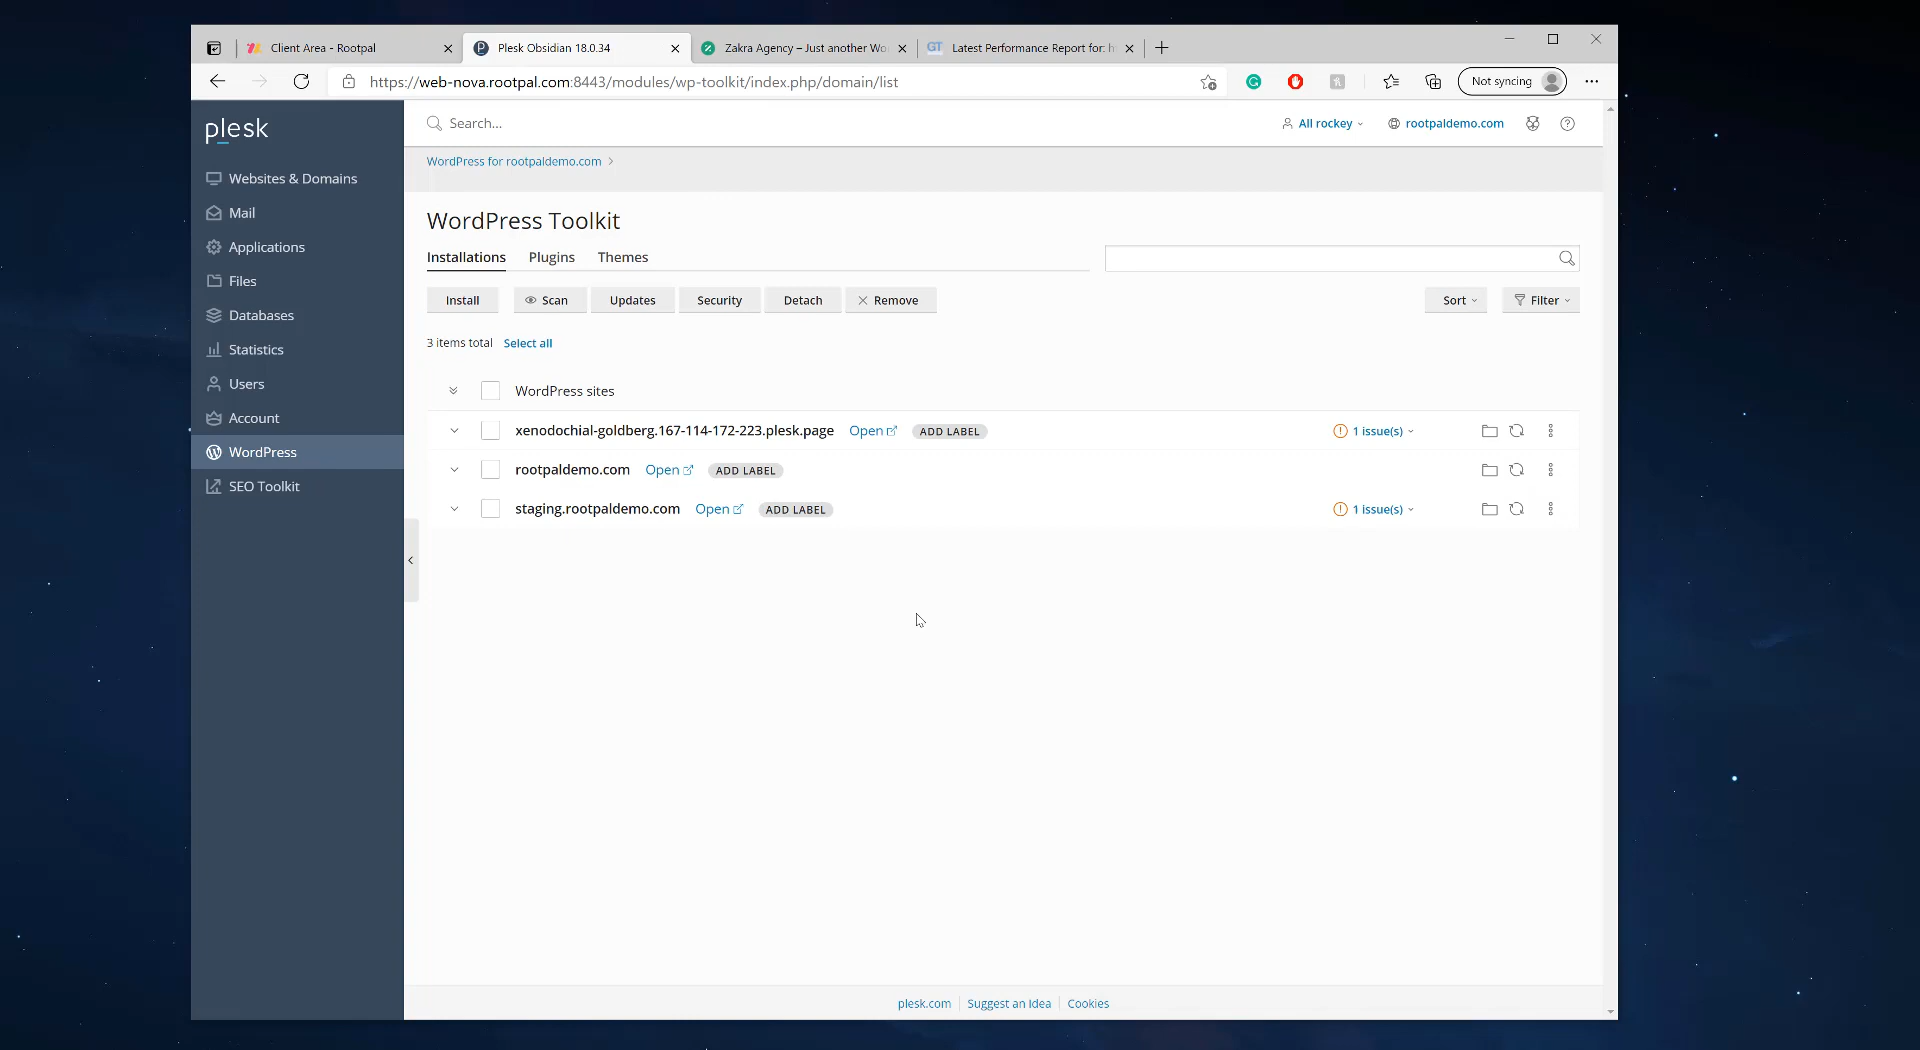 Client Area - Rootpal
Plesk Obsidian 18.0.34
Zakra Agency – Just another Wo
GT Latest Performance Report for: h
https://web-nova.rootpal.com:8443/modules/wp-toolkit/index.php/domain/list
Not syncing
plesk
Search...
All rockey
rootpaldemo.com
Websites & Domains
Mail
Applications
Files
Databases
Statistics
Users
Account
WordPress
SEO Toolkit
WordPress for rootpaldemo.com
WordPress Toolkit
Installations Plugins Themes
Install Scan Updates Security Detach Remove Sort Filter
3 items total Select all
WordPress sites
xenodochial-goldberg.167-114-172-223.plesk.page Open ADD LABEL 1 issue(s)
rootpaldemo.com Open ADD LABEL
staging.rootpaldemo.com Open ADD LABEL 1 issue(s)
plesk.com Suggest an Idea Cookies